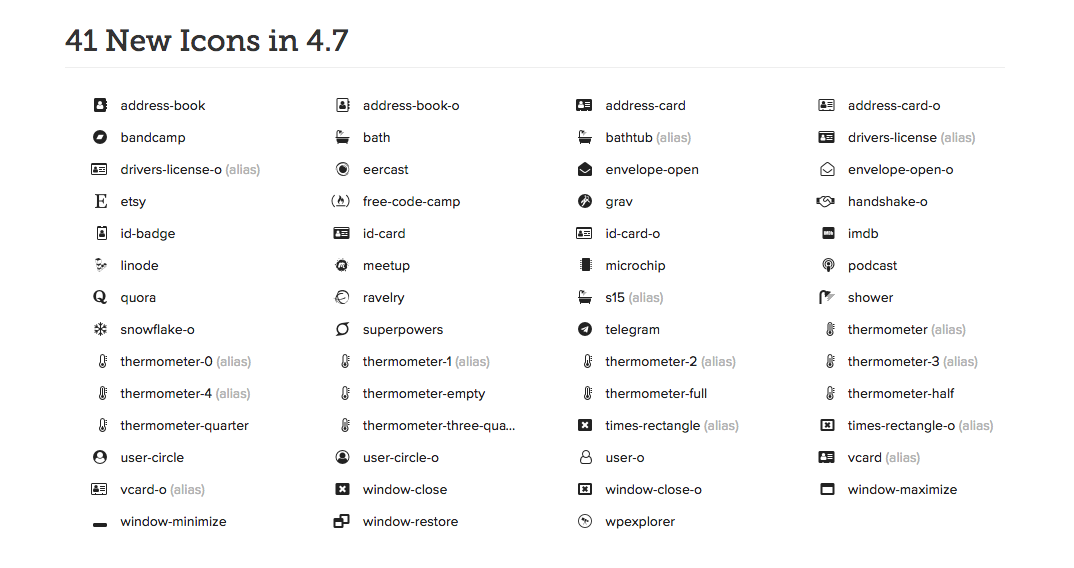 41 New Icons in 4.7
address-book address-book-o address-card address-card-o
bandcamp bath bathtub (alias) drivers-license (alias)
drivers-license-o (alias) eercast envelope-open envelope-open-o
etsy free-code-camp grav handshake-o
id-badge id-card id-card-o imdb
linode meetup microchip podcast
quora ravelry s15 (alias) shower
snowflake-o superpowers telegram thermometer (alias)
thermometer-0 (alias) thermometer-1 (alias) thermometer-2 (alias) thermometer-3 (alias)
thermometer-4 (alias) thermometer-empty thermometer-full thermometer-half
thermometer-quarter thermometer-three-qua... times-rectangle (alias) times-rectangle-o (alias)
user-circle user-circle-o user-o vcard (alias)
vcard-o (alias) window-close window-close-o window-maximize
window-minimize window-restore wpexplorer